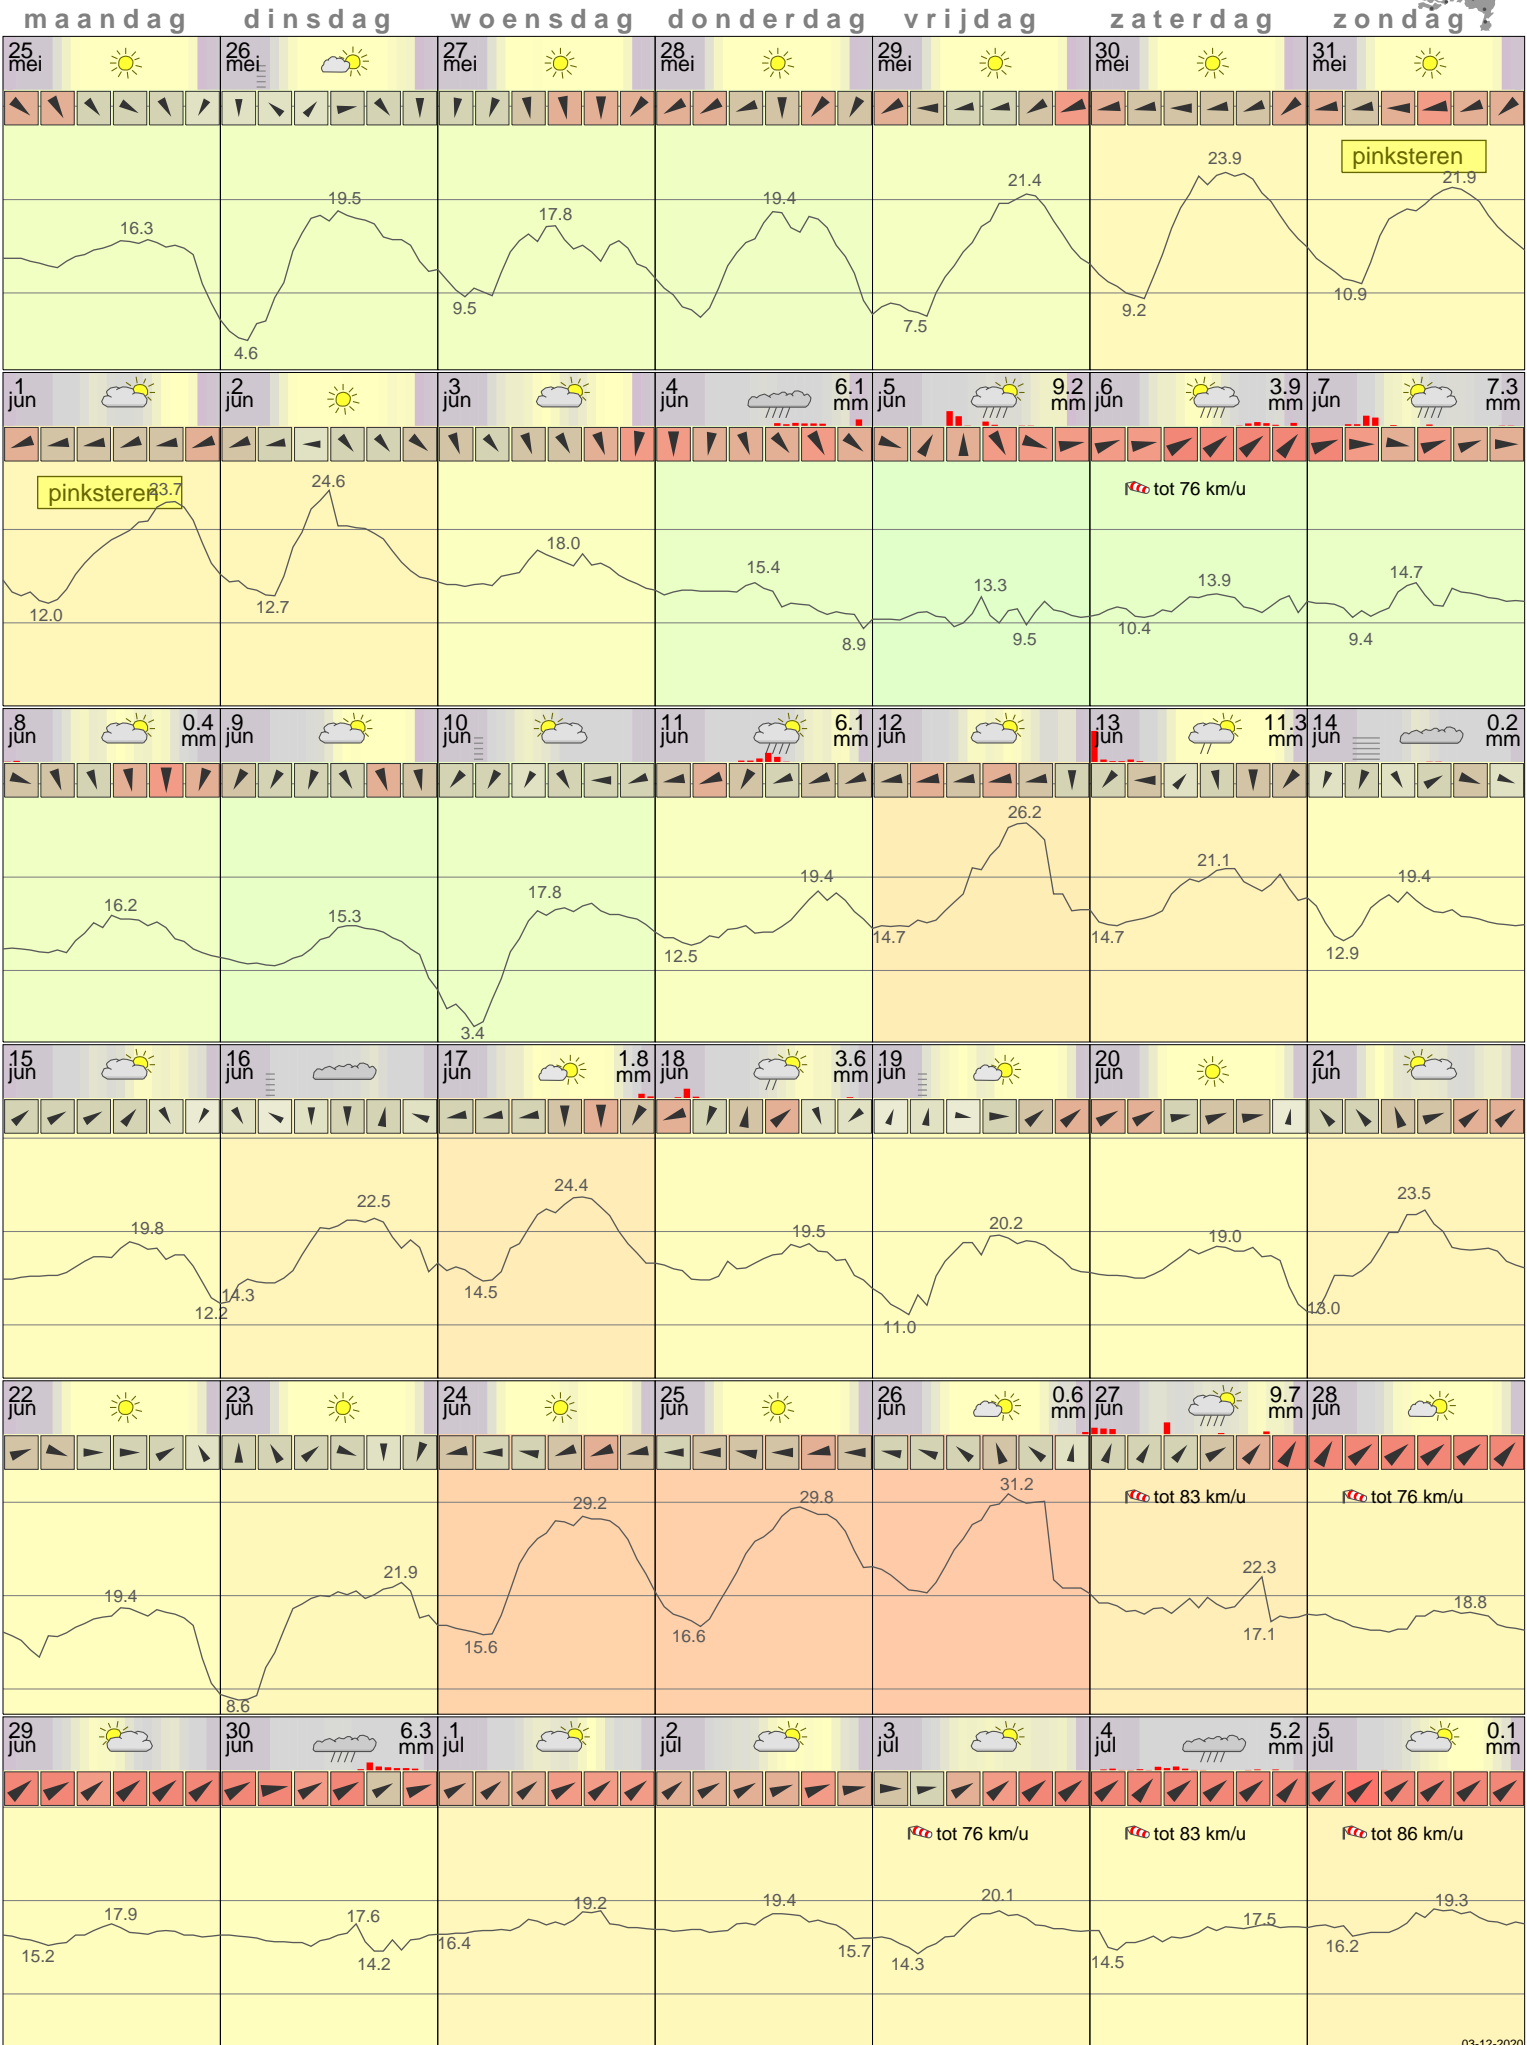 maandag dinsdag woensdag donderdag vrijdag zaterdag zondag
25 26 27 28 29 30 31
mei mei mei mei mei mei mei
pinksteren
16.3 19.5 17.8 19.4 21.4 23.9 21.9
4.6 9.5 7.5 9.2 10.9
.1 .2 .3 .4 6.1 .5 9.2 .6 3.9 .7 7.3
jun jun jun jun mm jun mm jun mm jun mm
pinksteren 23.7 24.6 tot 76 km/u
18.0 15.4 13.3 13.9 14.7
12.0 12.7 8.9 9.5 10.4 9.4
.8 0.4 .9 10 11 6.1 12 13 11.3 14 0.2
jun mm jun jun jun mm jun jun mm jun mm
16.2 15.3 17.8 19.4 26.2 21.1 19.4
3.4 12.5 14.7 14.7 12.9
15 16 17 1.8 18 3.6 19 20 21
jun jun jun mm jun mm jun jun jun
19.8 22.5 24.4 19.5 20.2 19.0 23.5
12.2 14.3 14.5 11.0 13.0
22 23 24 25 26 0.6 27 9.7 28
jun jun jun jun jun mm jun mm jun
tot 83 km/u tot 76 km/u
19.4 21.9 29.2 29.8 31.2 22.3 18.8
8.6 15.6 16.6 17.1
29 30 6.3 .1 .2 .3 .4 5.2 .5 0.1
jun jun mm jul jul jul jul mm jul mm
tot 76 km/u tot 83 km/u tot 86 km/u
17.9 17.6 19.2 19.4 20.1 17.5 19.3
15.2 14.2 16.4 15.7 14.3 14.5 16.2
03-12-2020